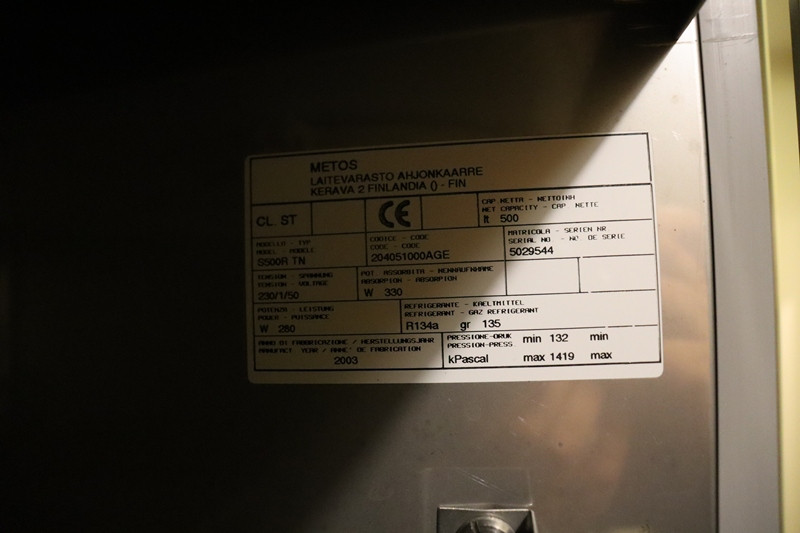 METOS
LAITEVARASTO AHJONKAARRE
KERAVA 2 FINLANDIA () - FIN
CL. ST
CE
CAP NETTA - NETTOINH
NET CAPACITY - CAP NETTE
lt 500
MODELLO - TYP
MODEL - MODELE
S500R TN
CODICE - CODE
CODE - CODE
204051000AGE
MATRICOLA - SERIEN NR
SERIAL NO - NO DE SERIE
5029544
TENSION - SPANNUNG
TENSION - VOLTAGE
230/1/50
POT. ASSORBITA - NENNAUFNAHME
ABSORPION - ABSORPION
W 330
POTENZA - LEISTUNG
POWER - PUISSANCE
W 280
REFRIGERANTE - KAELTMITTEL
REFRIGERANT - GAZ REFRIGERANT
R134a gr 135
ANNO DI FABBRICAZIONE / HERSTELLUNGSJAHR
MANUFACT. YEAR / ANNE' DE FABRICATION
2003
PRESSIONE-DRUK
PRESSION-PRESS.
kPascal
min 132 min
max 1419 max